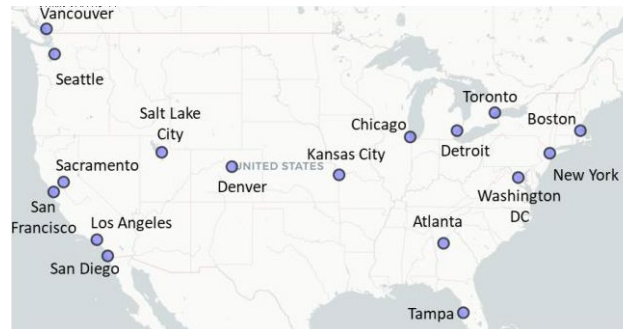 Vancouver
Seattle
Salt Lake
City
Sacramento
San
Francisco
Los Angeles
San Diego
Denver
UNITED STATES
Kansas City
Chicago
Detroit
Toronto
Boston
New York
Washington
DC
Atlanta
Tampa